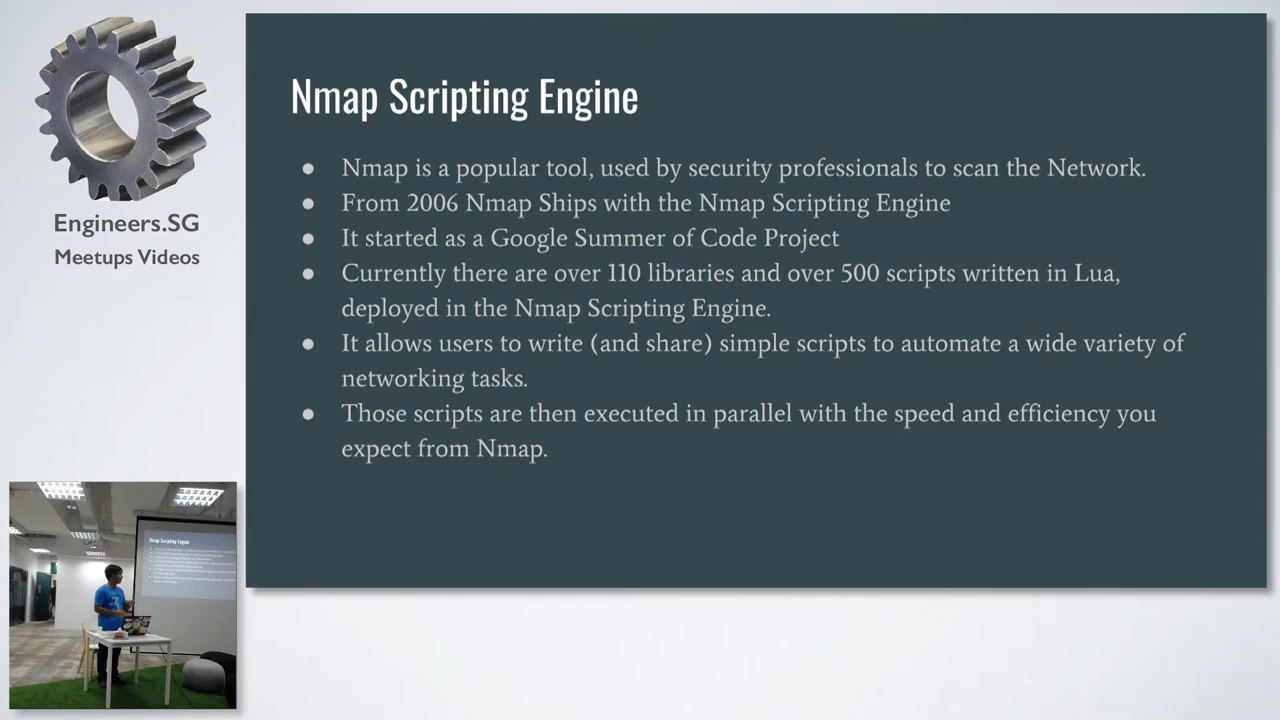 Engineers.SG
Meetups Videos
Nmap Scripting Engine
● Nmap is a popular tool, used by security professionals to scan the Network.
● From 2006 Nmap Ships with the Nmap Scripting Engine
● It started as a Google Summer of Code Project
● Currently there are over 110 libraries and over 500 scripts written in Lua,
deployed in the Nmap Scripting Engine.
● It allows users to write (and share) simple scripts to automate a wide variety of
networking tasks.
● Those scripts are then executed in parallel with the speed and efficiency you
expect from Nmap.
Nmap Scripting Engine